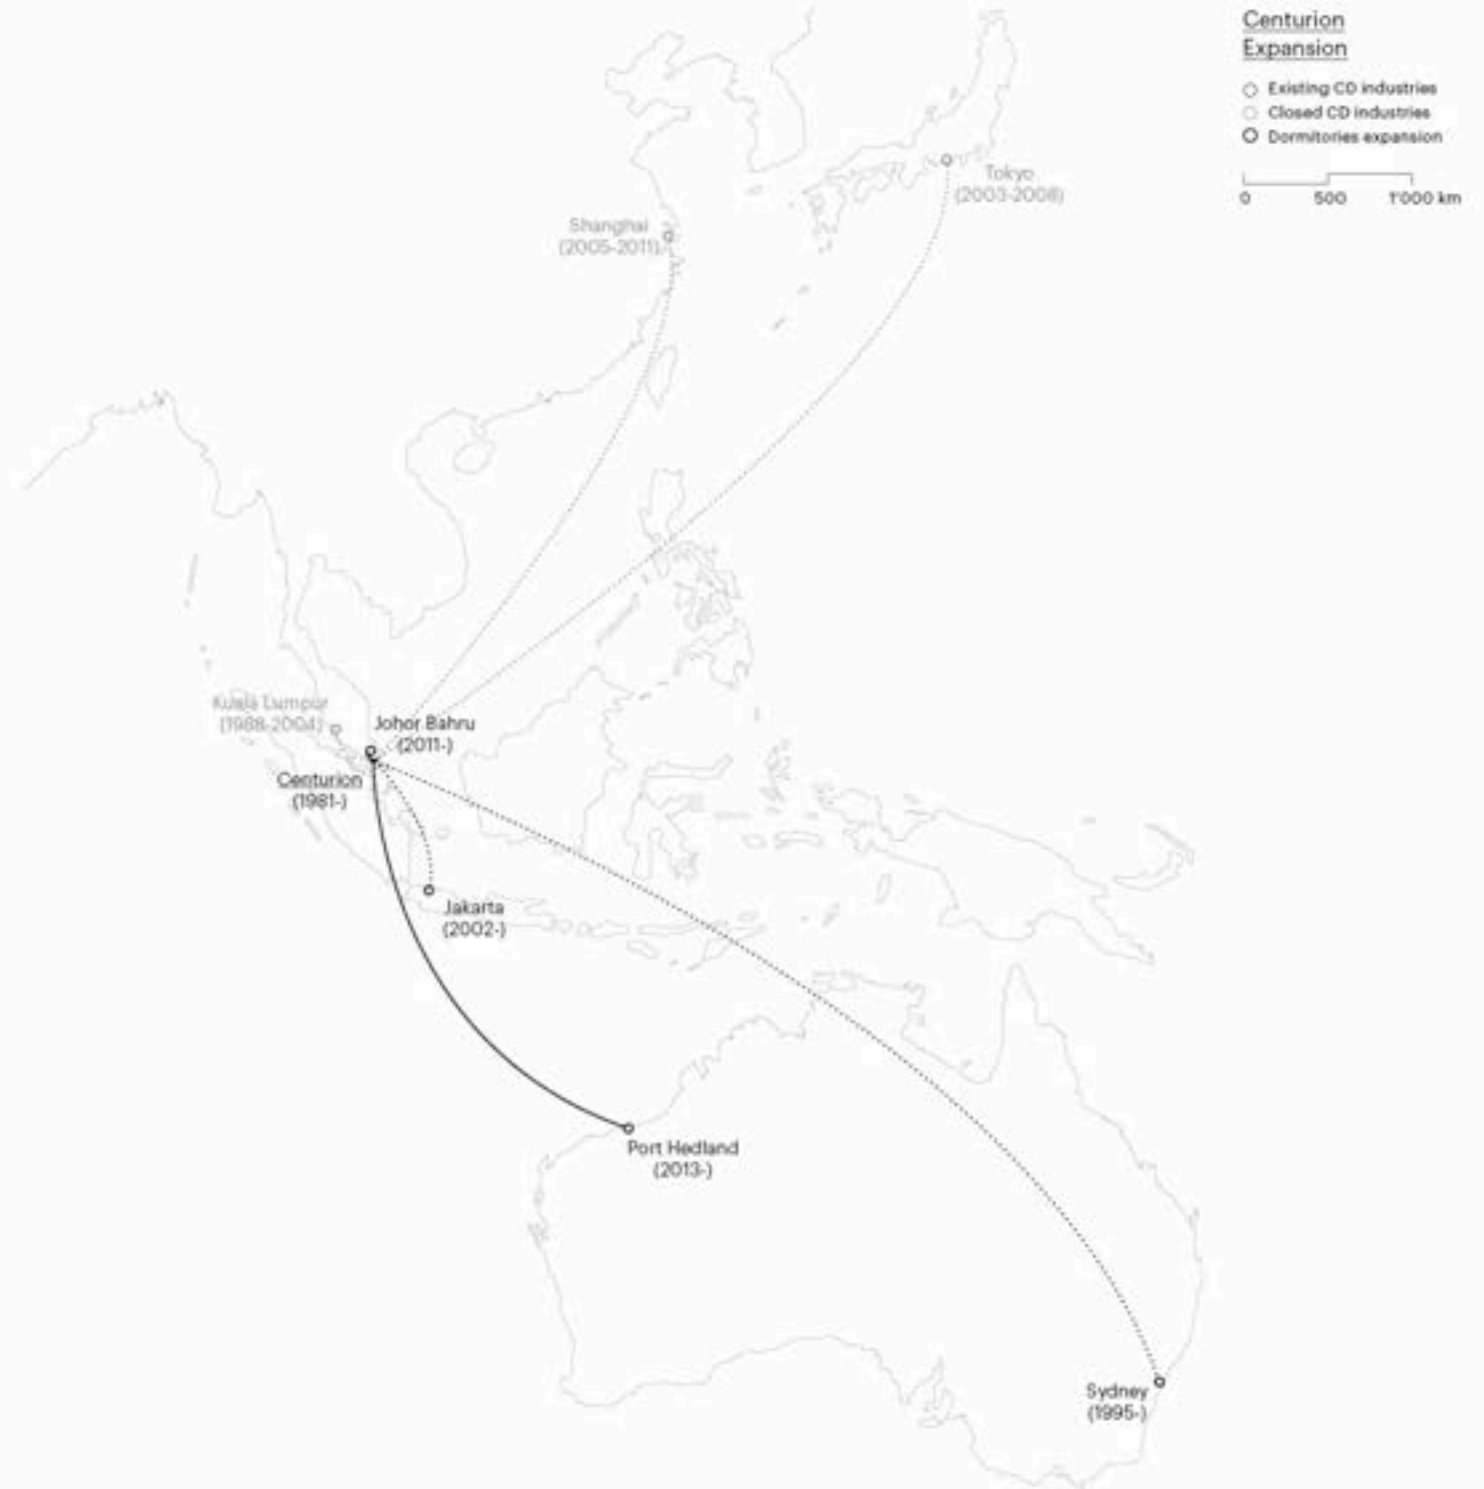 Centurion
Expansion
Existing CD industries
Closed CD industries
Dormitories expansion
0 500 1'000 km
Tokyo
(2003-2008)
Shanghai
(2005-2011)
Kuala Lumpur
(1988-2004)
Johor Bahru
(2011-)
Centurion
(1981-)
Jakarta
(2002-)
Port Hedland
(2013-)
Sydney
(1995-)